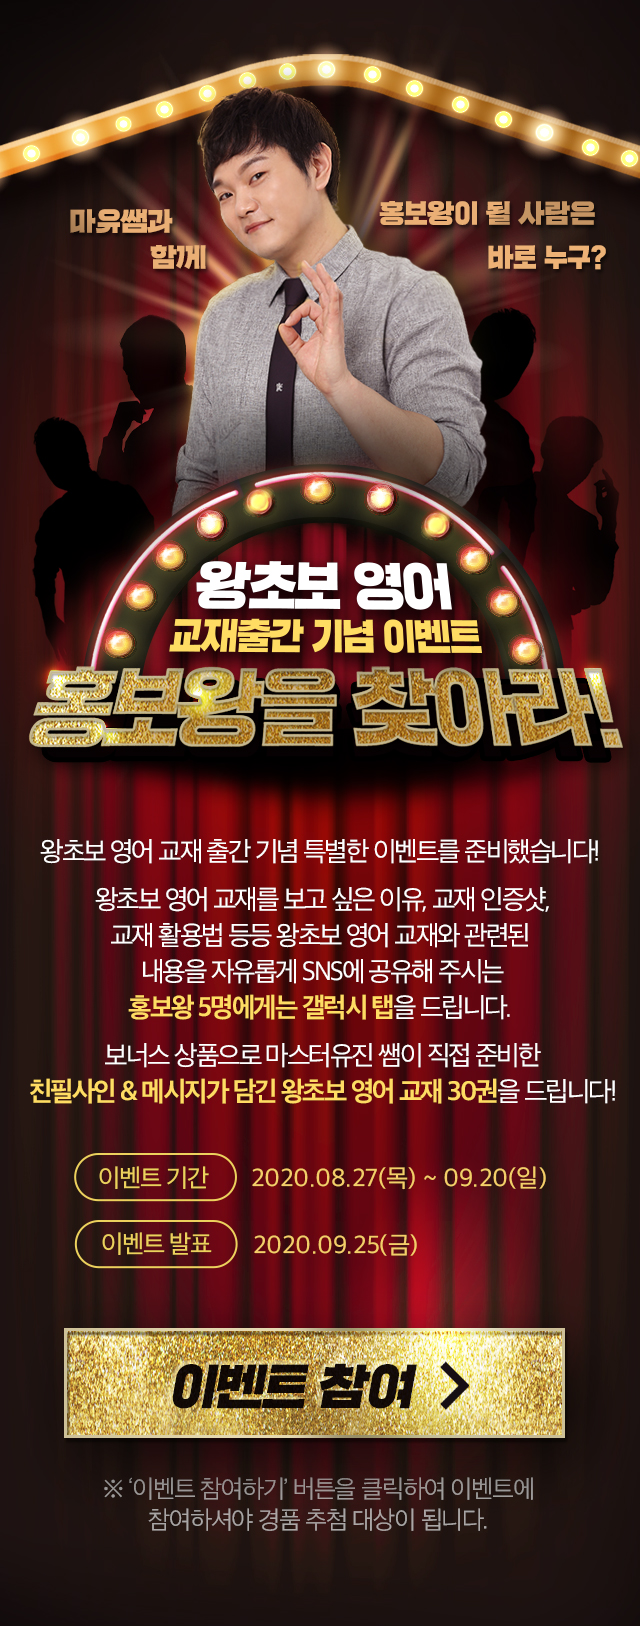 마유쌤과
함께
홍보왕이 될 사람은
바로 누구?
왕초보 영어
교재출간 기념 이벤트
홍보왕을 찾아라!
왕초보 영어 교재 출간 기념 특별한 이벤트를 준비했습니다!
왕초보 영어 교재를 보고 싶은 이유, 교재 인증샷,
교재 활용법 등등 왕초보 영어 교재와 관련된
내용을 자유롭게 SNS에 공유해 주시는
홍보왕 5명에게는 갤럭시 탭을 드립니다.
보너스 상품으로 마스터유진 쌤이 직접 준비한
친필사인 & 메시지가 담긴 왕초보 영어 교재 30권을 드립니다!
이벤트 기간 2020.08.27(목) ~ 09.20(일)
이벤트 발표 2020.09.25(금)
이벤트 참여 >
※ ‘이벤트 참여하기’ 버튼을 클릭하여 이벤트에
참여하셔야 경품 추첨 대상이 됩니다.